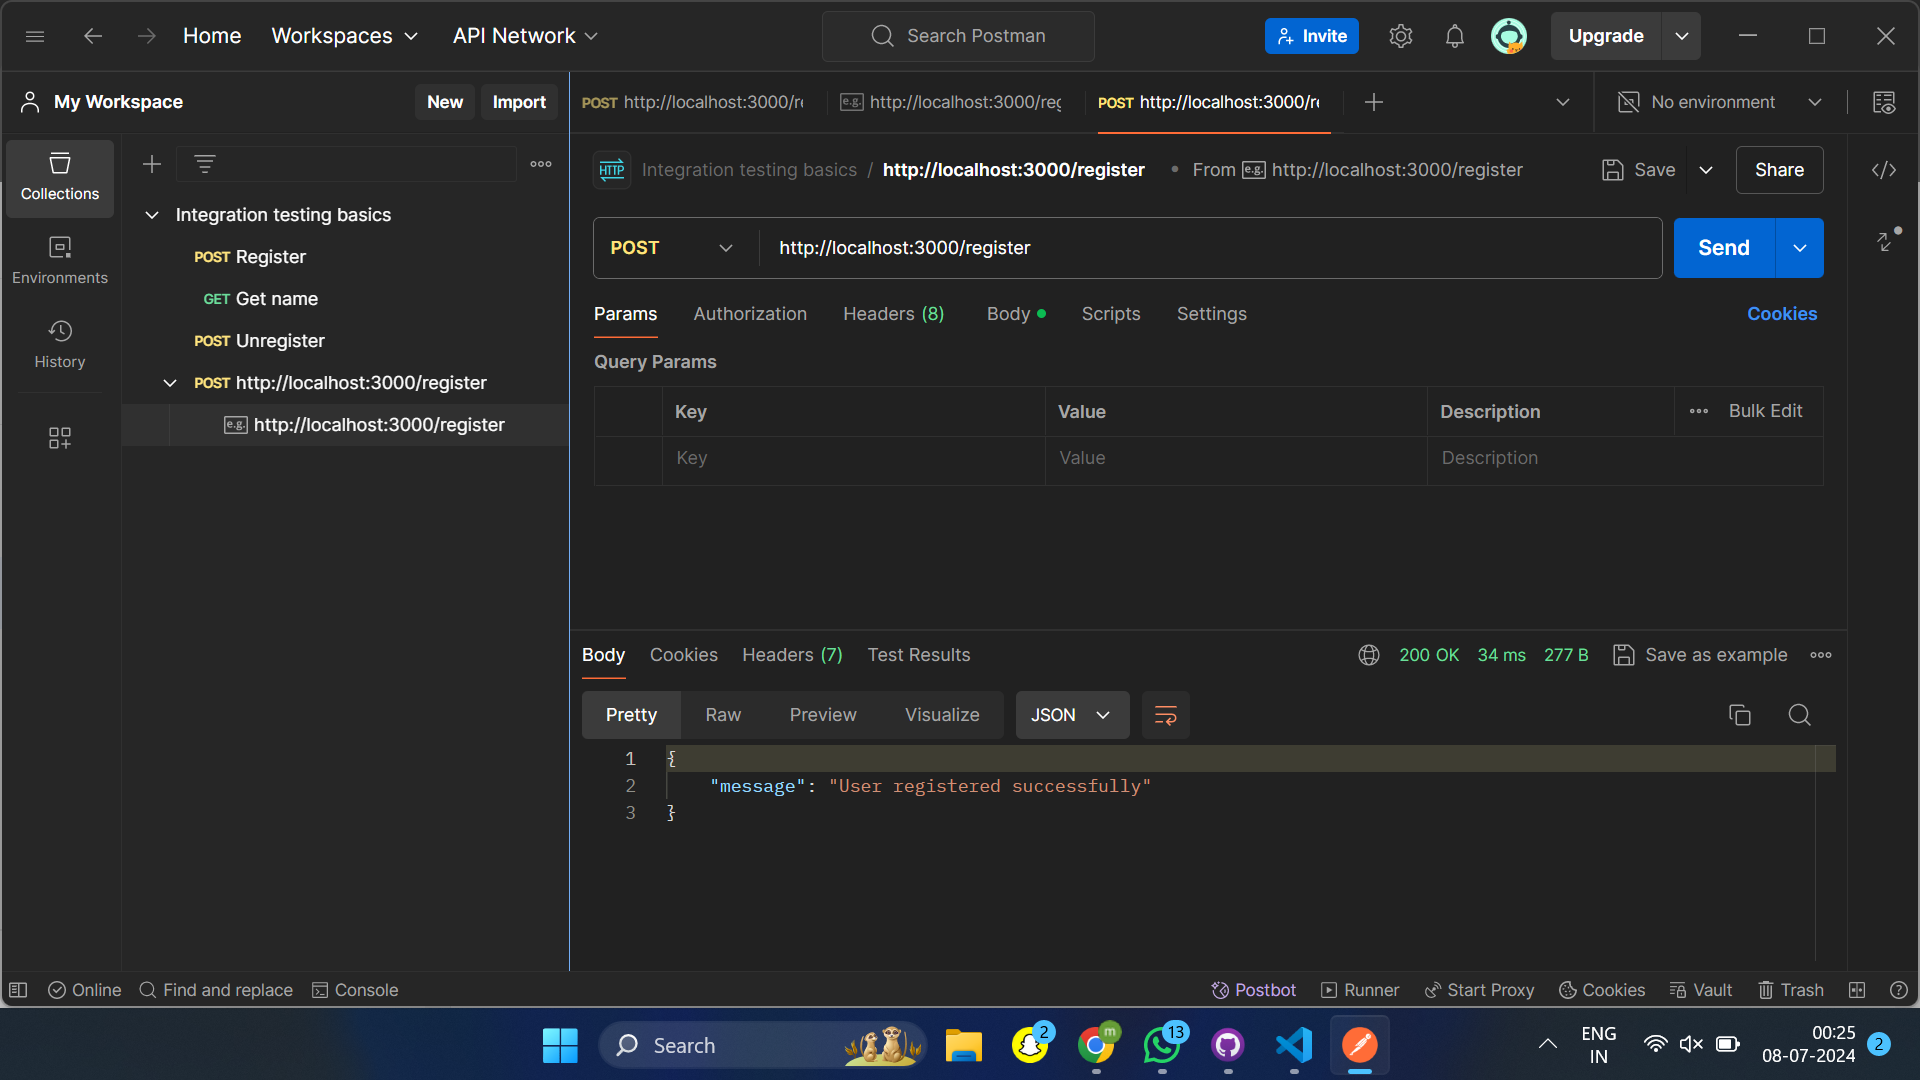 Home Workspaces API Network Search Postman Invite Upgrade
My Workspace New Import POST http://localhost:3000/re e.g. http://localhost:3000/reg POST http://localhost:3000/re No environment
HTTP Integration testing basics / http://localhost:3000/register From e.g. http://localhost:3000/register Save Share
Collections
Environments
History
Integration testing basics
POST Register
GET Get name
POST Unregister
POST http://localhost:3000/register
e.g. http://localhost:3000/register
POST http://localhost:3000/register Send
Params Authorization Headers (8) Body Scripts Settings Cookies
Query Params
Key Value Description Bulk Edit
Key Value Description
Body Cookies Headers (7) Test Results 200 OK 34 ms 277 B Save as example
Pretty Raw Preview Visualize JSON
1 {
2 "message": "User registered successfully"
3 }
Online Find and replace Console Postbot Runner Start Proxy Cookies Vault Trash
Search 2 m 13 ENG 00:25
IN 08-07-2024 2